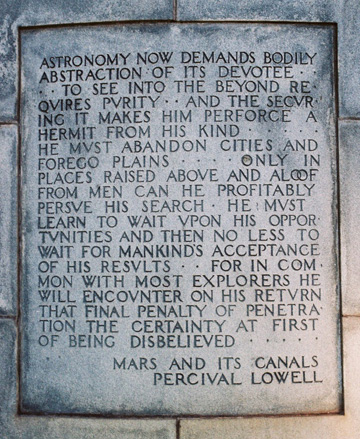 ASTRONOMY NOW DEMANDS BODILY
ABSTRACTION OF ITS DEVOTEE · ·
· · TO SEE INTO THE BEYOND RE
QVIRES PVRITY · · AND THE SECVR·
ING IT MAKES HIM PERFORCE A
HERMIT FROM HIS KIND · · · ·
HE MVST ABANDON CITIES AND
FOREGO PLAINS · · · · · ONLY IN
PLACES RAISED ABOVE AND ALOOF
FROM MEN CAN HE PROFITABLY
PERSVE HIS SEARCH · HE MVST
LEARN TO WAIT VPON HIS OPPOR·
TVNITIES AND THEN NO LESS TO
WAIT FOR MANKIND'S ACCEPTANCE
OF HIS RESVLTS · · FOR IN COM·
MON WITH MOST EXPLORERS HE
WILL ENCOVNTER ON HIS RETVRN
THAT FINAL PENALTY OF PENETRA·
TION THE CERTAINTY AT FIRST
OF BEING DISBELIEVED · · · · ·
MARS AND ITS CANALS
PERCIVAL LOWELL